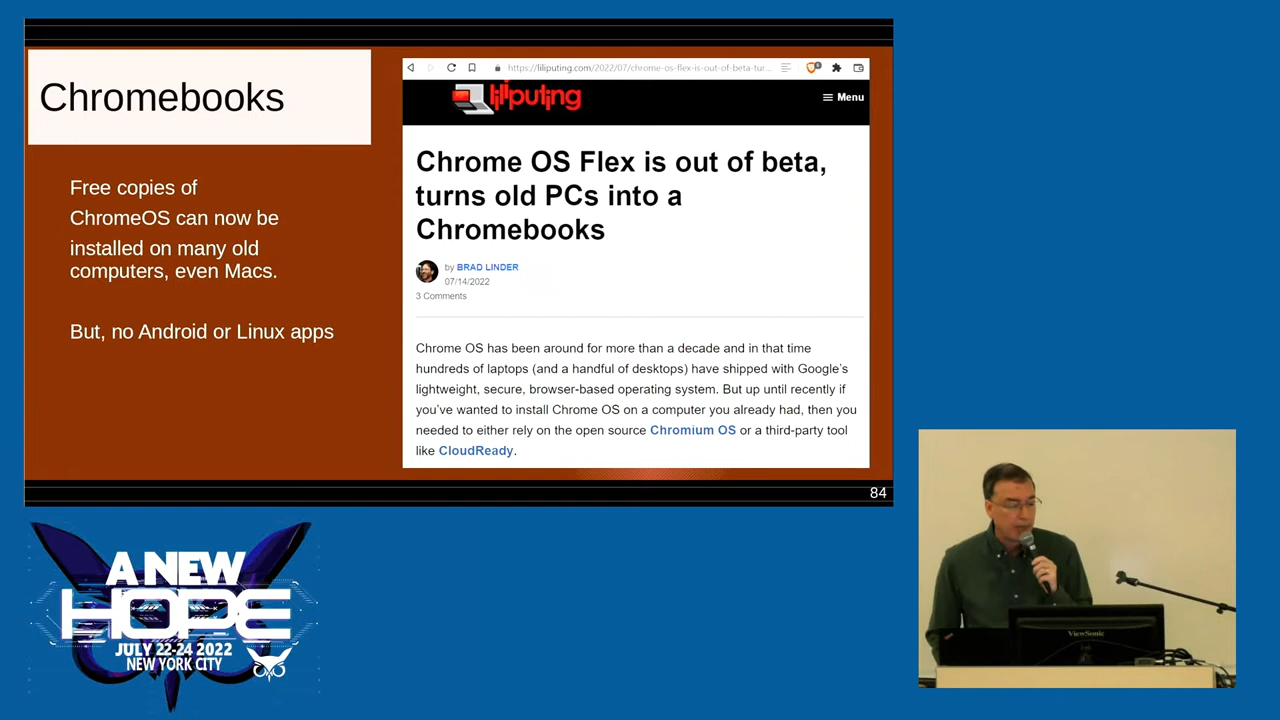 Chromebooks
Free copies of
ChromeOS can now be
installed on many old
computers, even Macs.
But, no Android or Linux apps
https://liliputing.com/2022/07/chrome-os-flex-is-out-of-beta-tur...
liliputing
Menu
Chrome OS Flex is out of beta,
turns old PCs into a
Chromebooks
by BRAD LINDER
07/14/2022
3 Comments
Chrome OS has been around for more than a decade and in that time
hundreds of laptops (and a handful of desktops) have shipped with Google's
lightweight, secure, browser-based operating system. But up until recently if
you've wanted to install Chrome OS on a computer you already had, then you
needed to either rely on the open source Chromium OS or a third-party tool
like CloudReady.
84
A NEW
HOPE
JULY 22-24 2022
NEW YORK CITY
ViewSonic